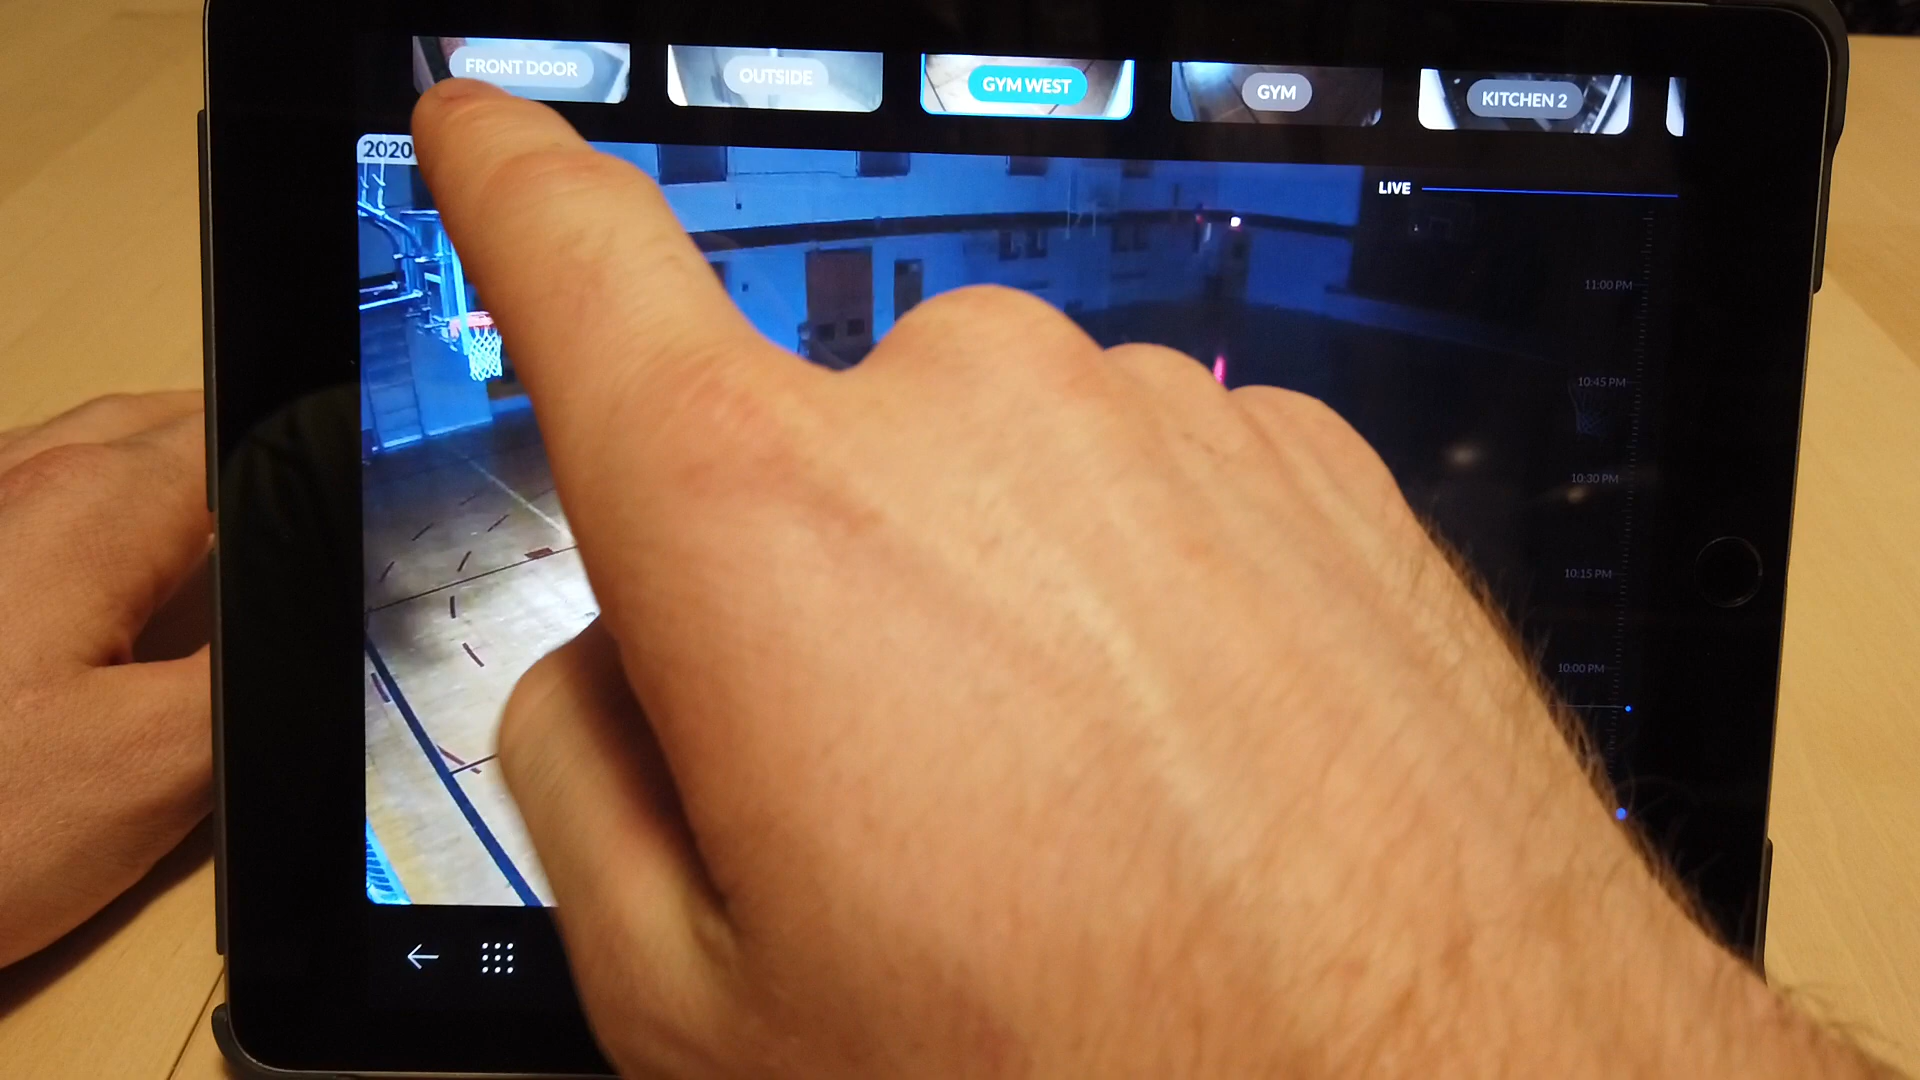 FRONT DOOR
OUTSIDE
GYM WEST
GYM
KITCHEN 2
2020
LIVE
11:00 PM
10:45 PM
10:30 PM
10:15 PM
10:00 PM